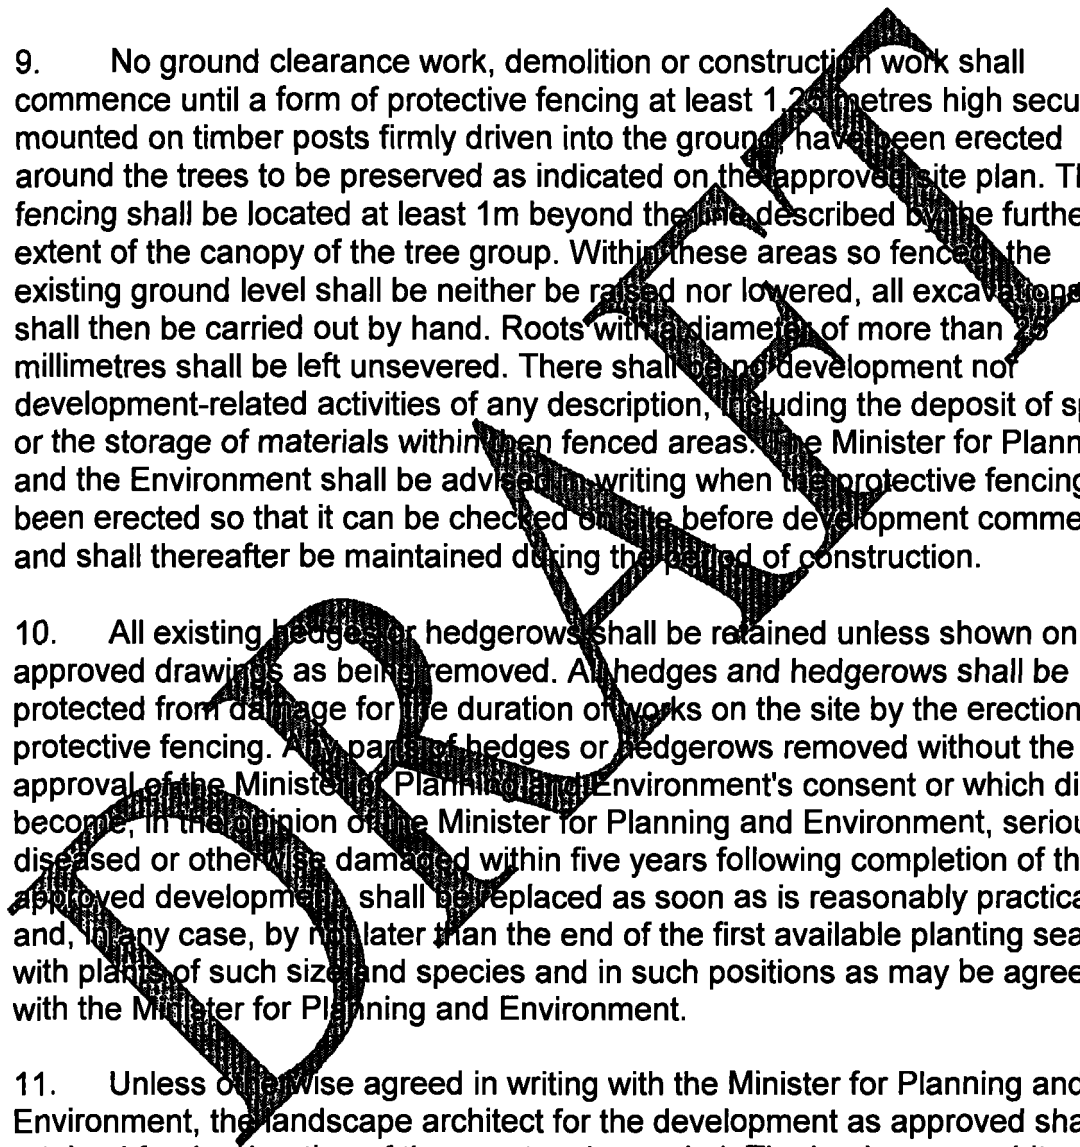 9. No ground clearance work, demolition or construction work shall
commence until a form of protective fencing at least 1.25 metres high secu
mounted on timber posts firmly driven into the ground, have been erected
around the trees to be preserved as indicated on the approved site plan. Th
fencing shall be located at least 1m beyond the line described by the furthe
extent of the canopy of the tree group. Within these areas so fenced, the
existing ground level shall be neither be raised nor lowered, all excavations
shall then be carried out by hand. Roots with a diameter of more than 25
millimetres shall be left unsevered. There shall be no development nor
development-related activities of any description, including the deposit of sp
or the storage of materials within then fenced areas. The Minister for Plann
and the Environment shall be advised in writing when the protective fencing
been erected so that it can be checked on site before development comme
and shall thereafter be maintained during the period of construction.
10. All existing hedges or hedgerows shall be retained unless shown on
approved drawings as being removed. All hedges and hedgerows shall be
protected from damage for the duration of works on the site by the erection
protective fencing. Any parts of hedges or hedgerows removed without the
approval of the Minister of Planning and Environment's consent or which di
become, in the opinion of the Minister for Planning and Environment, seriou
diseased or otherwise damaged within five years following completion of th
approved development, shall be replaced as soon as is reasonably practica
and, in any case, by not later than the end of the first available planting sea
with plants of such size and species and in such positions as may be agree
with the Minister for Planning and Environment.
11. Unless otherwise agreed in writing with the Minister for Planning and
Environment, the landscape architect for the development as approved sha
DRAFT